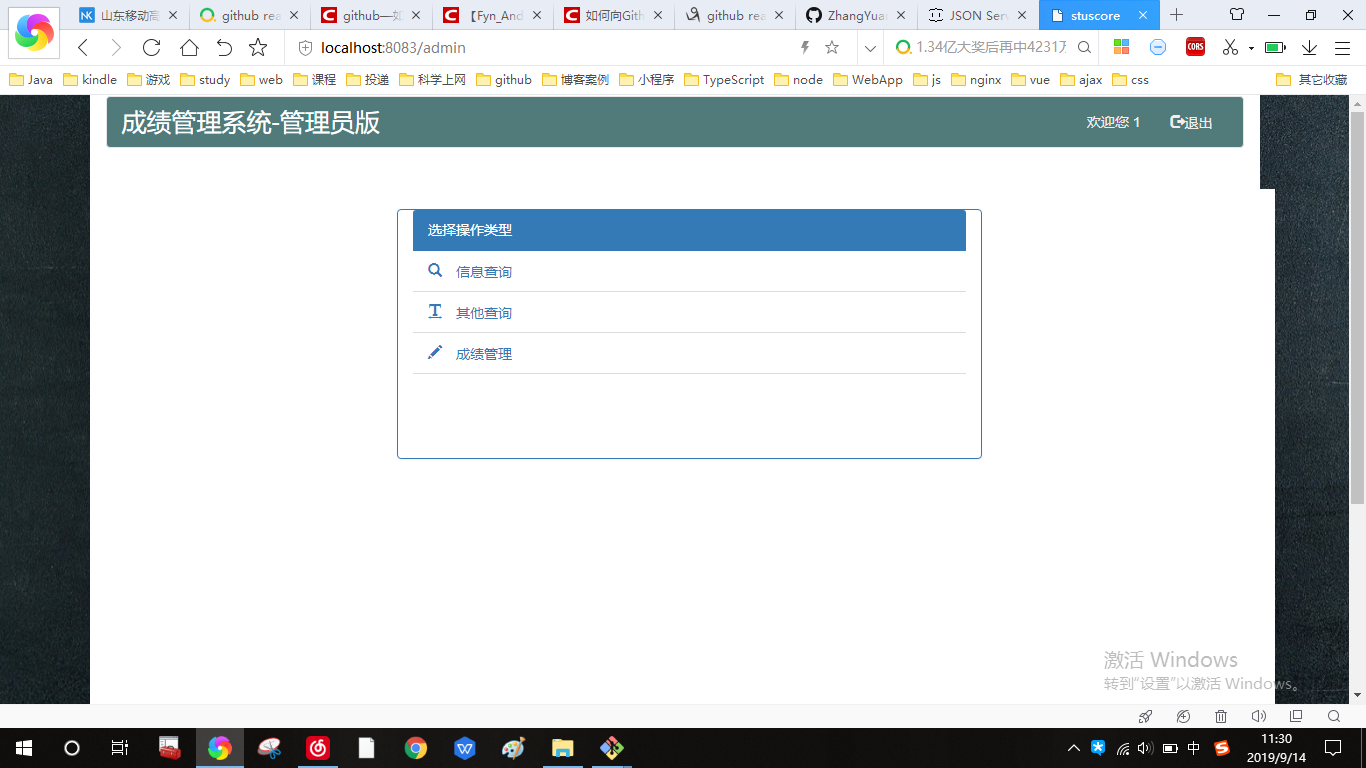 山东移动高
github rea
github—如
【Fyn_And
如何向Gith
github rea
ZhangYuan
JSON Serv
stuscore
localhost:8083/admin
1.34亿大奖后再中4231万
CORS
Java
kindle
游戏
study
web
课程
投递
科学上网
github
博客案例
小程序
TypeScript
node
WebApp
js
nginx
vue
ajax
css
其它收藏
成绩管理系统-管理员版
欢迎您 1
退出
选择操作类型
信息查询
其他查询
成绩管理
激活 Windows
转到"设置"以激活 Windows。
中
11:30
2019/9/14